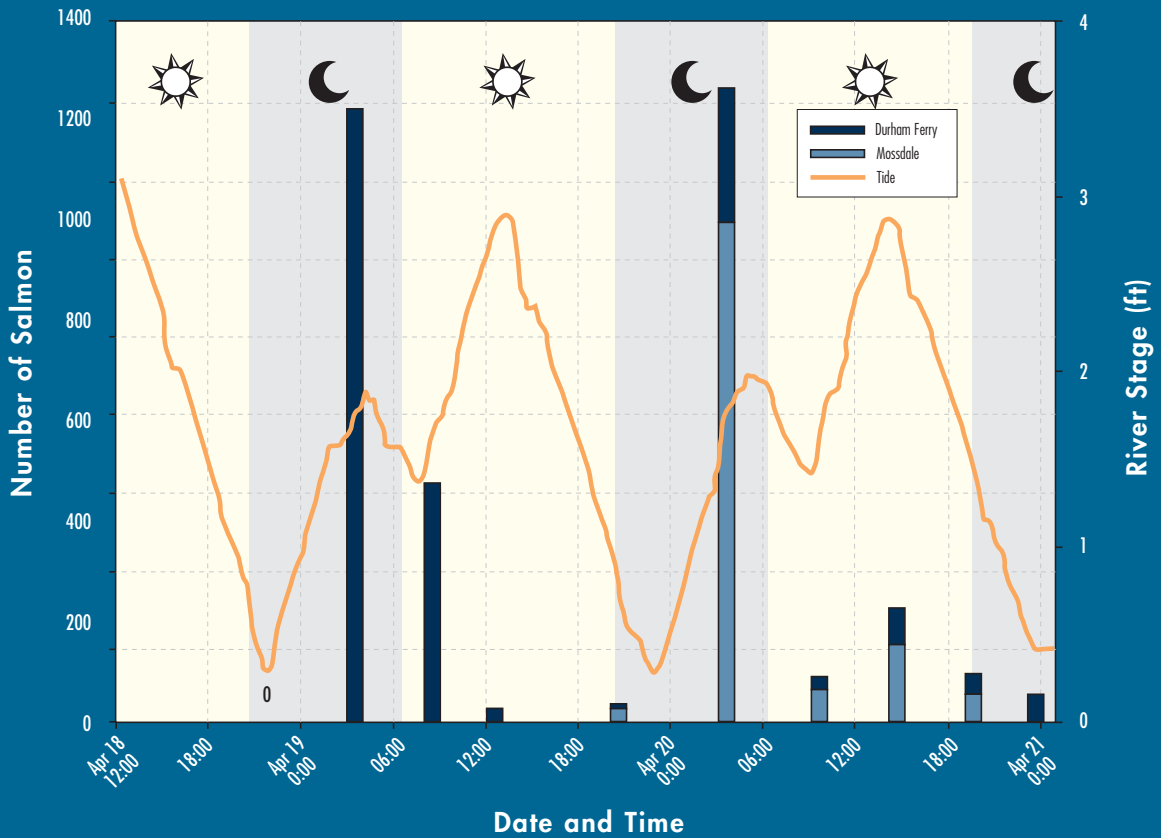 1400
1200
1000
800
600
400
200
0
Number of Salmon
4
3
2
1
0
River Stage (ft)
Durham Ferry
Mossdale
Tide
0
Apr 18
12:00
18:00
Apr 19
0:00
06:00
12:00
18:00
Apr 20
0:00
06:00
12:00
18:00
Apr 21
0:00
Date and Time